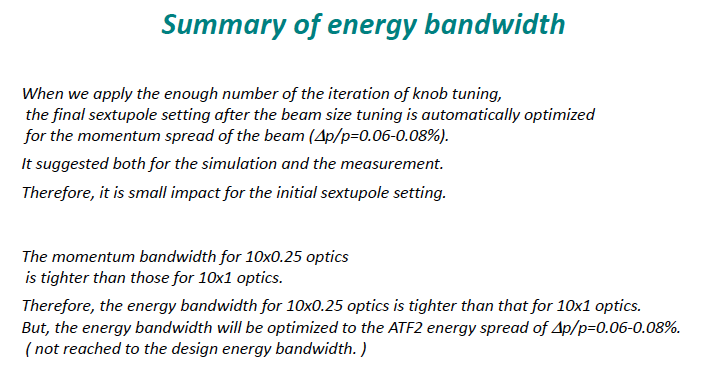 Summary of energy bandwidth
When we apply the enough number of the iteration of knob tuning,
the final sextupole setting after the beam size tuning is automatically optimized
for the momentum spread of the beam (Δp/p=0.06-0.08%).
It suggested both for the simulation and the measurement.
Therefore, it is small impact for the initial sextupole setting.
The momentum bandwidth for 10x0.25 optics
is tighter than those for 10x1 optics.
Therefore, the energy bandwidth for 10x0.25 optics is tighter than that for 10x1 optics.
But, the energy bandwidth will be optimized to the ATF2 energy spread of Δp/p=0.06-0.08%.
( not reached to the design energy bandwidth. )